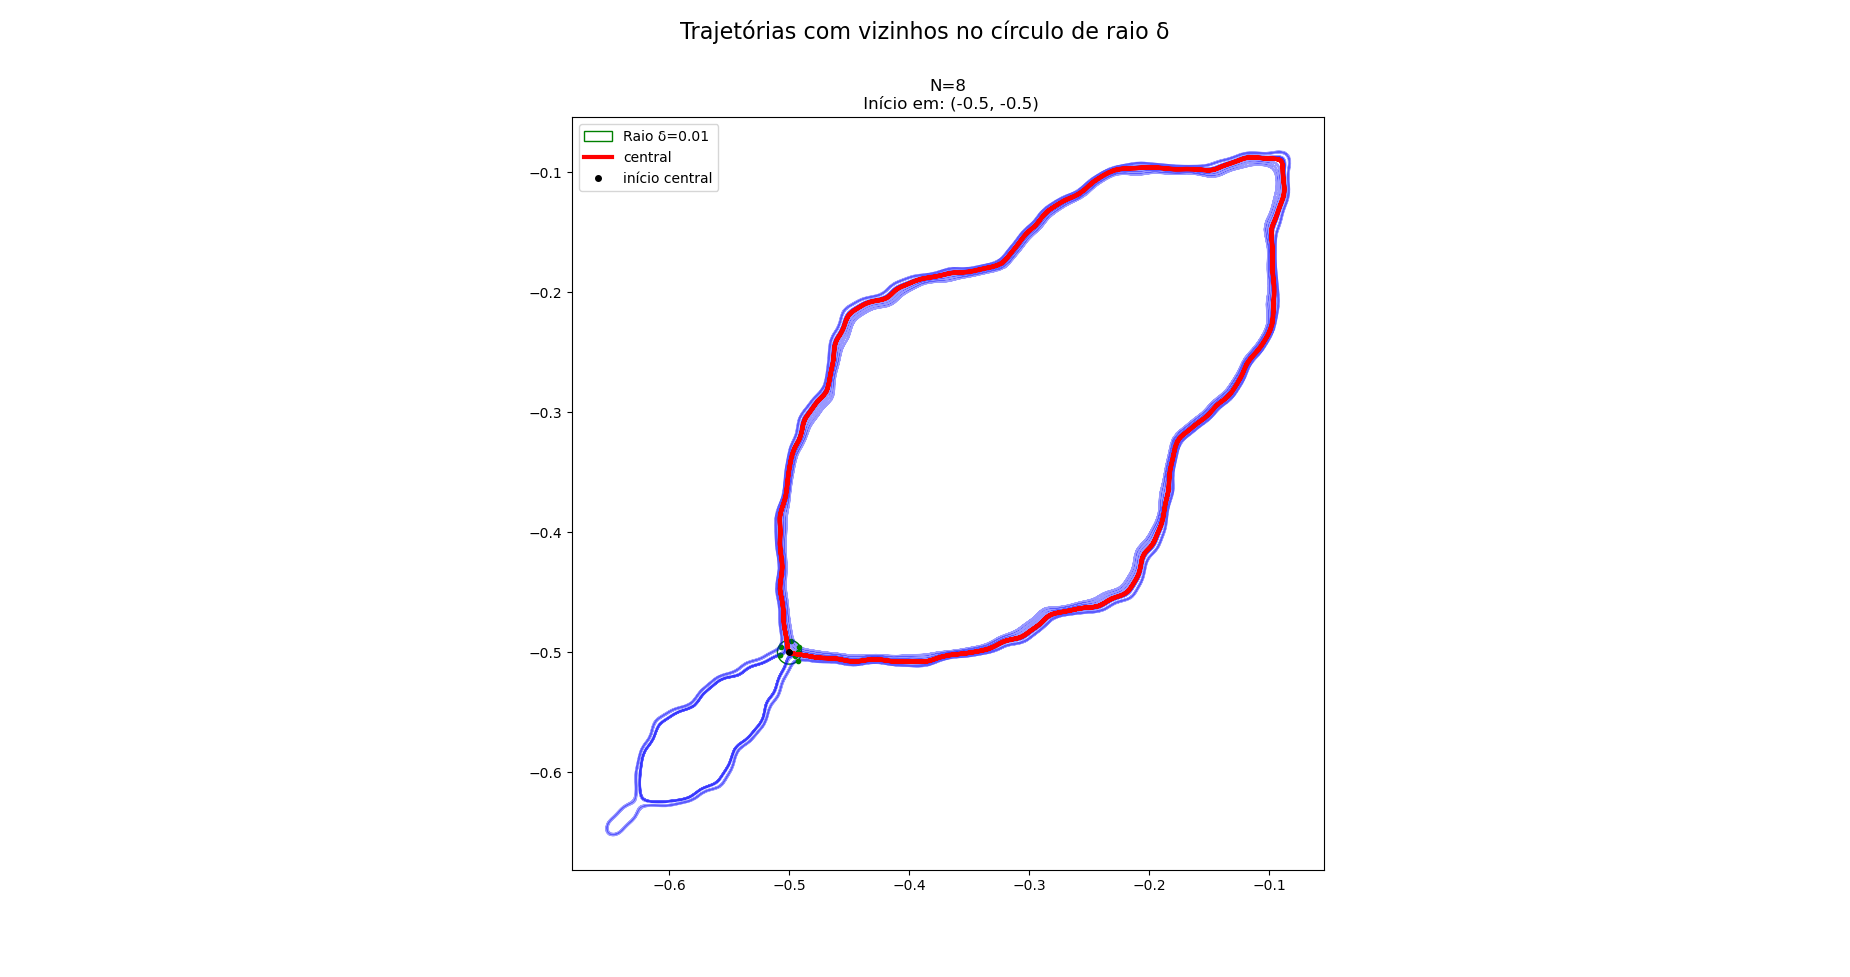 Trajetórias com vizinhos no círculo de raio δ
N=8
Início em: (-0.5, -0.5)
Raio δ=0.01
central
início central
−0.1
−0.2
−0.3
−0.4
−0.5
−0.6
−0.6
−0.5
−0.4
−0.3
−0.2
−0.1